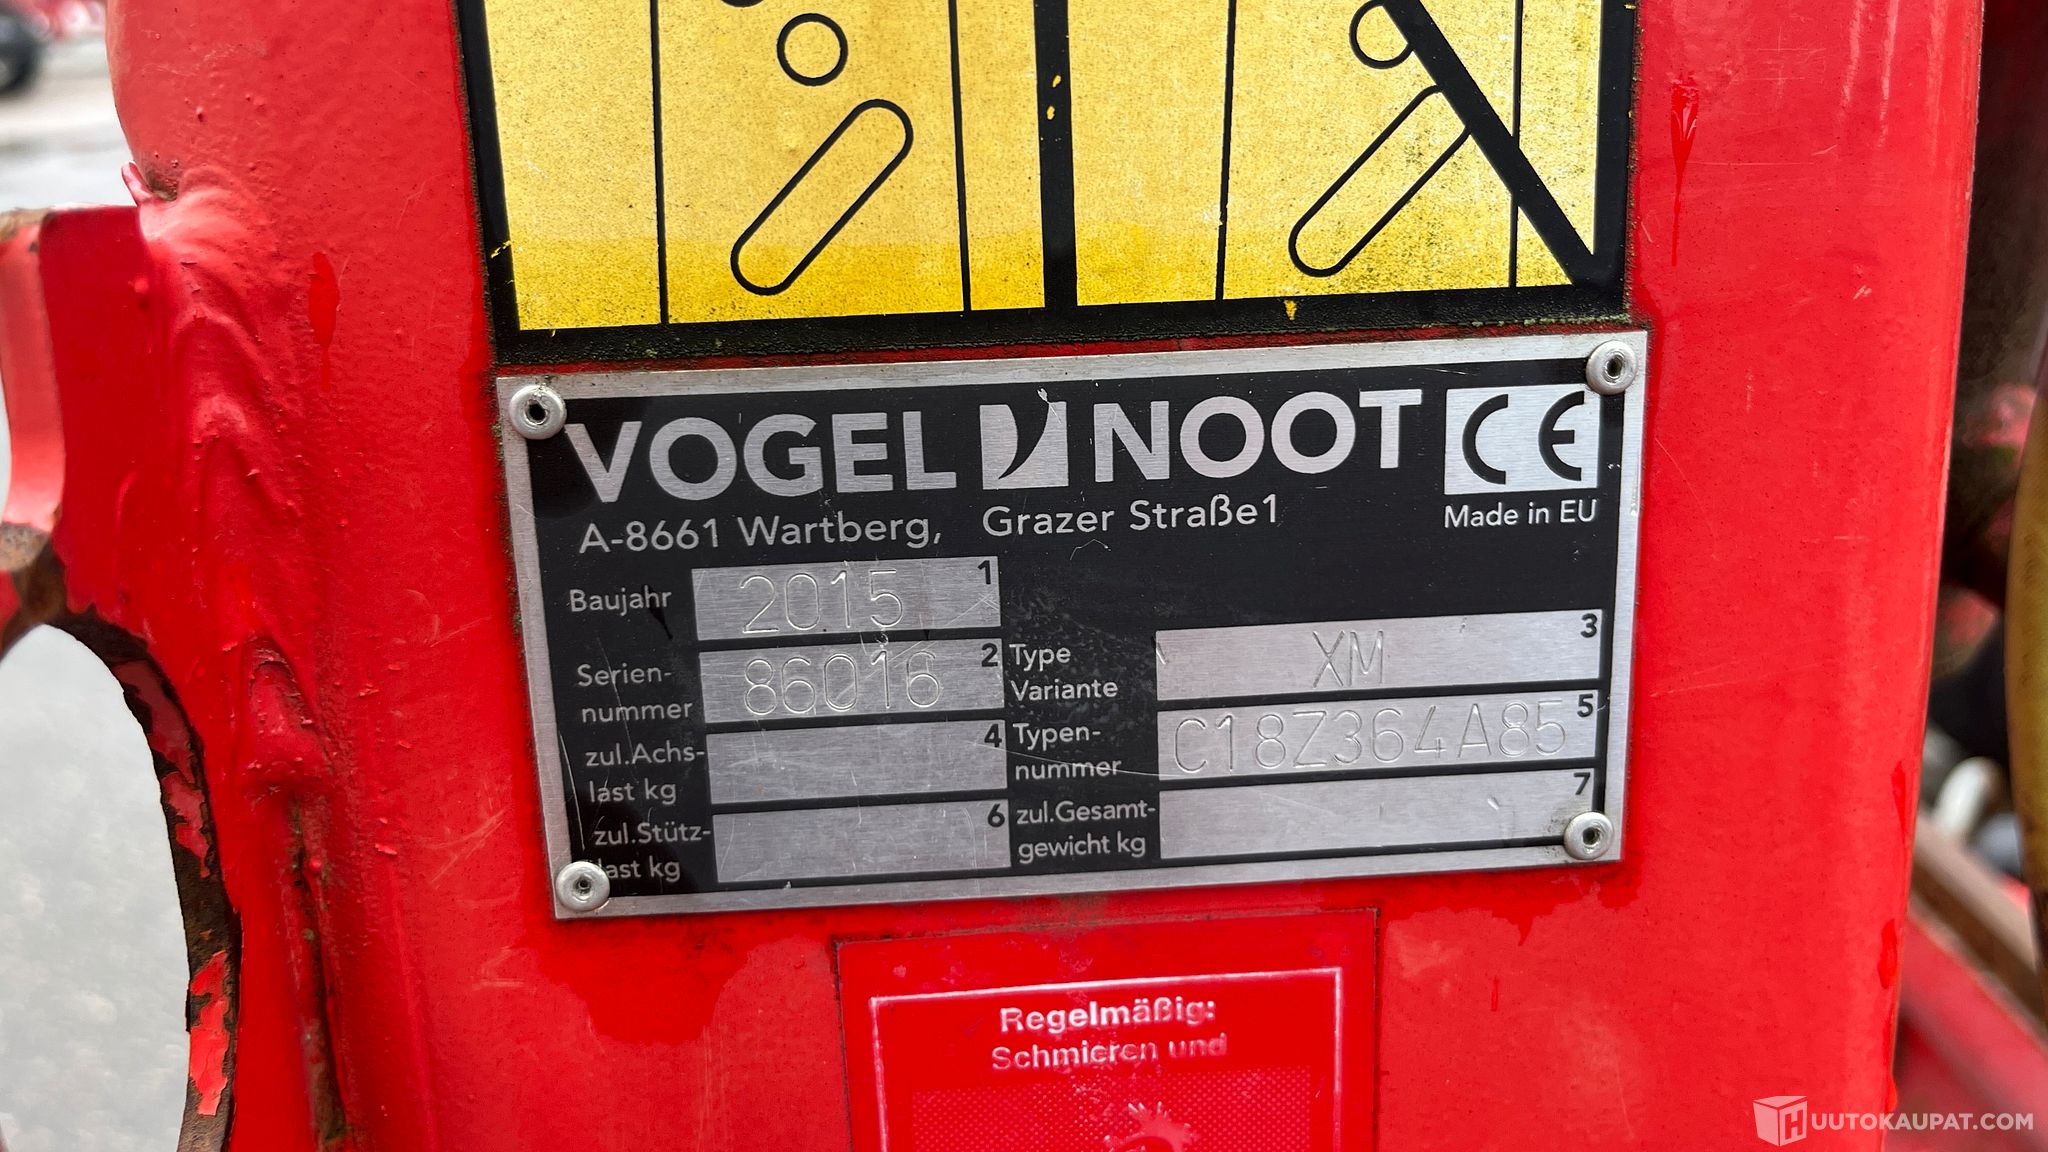 VOGEL NOOT CE
A-8661 Wartberg, Grazer Straße1
Made in EU
Baujahr 2015 1
Serien-
nummer 86016 2
Type
Variante XM 3
zul.Achs-
last kg 4
Typen-
nummer C18Z364A85 5
zul.Stütz-
last kg 6
zul.Gesamt-
gewicht kg 7
Regelmäßig:
Schmieren und
HUUTOKAUPAT.COM